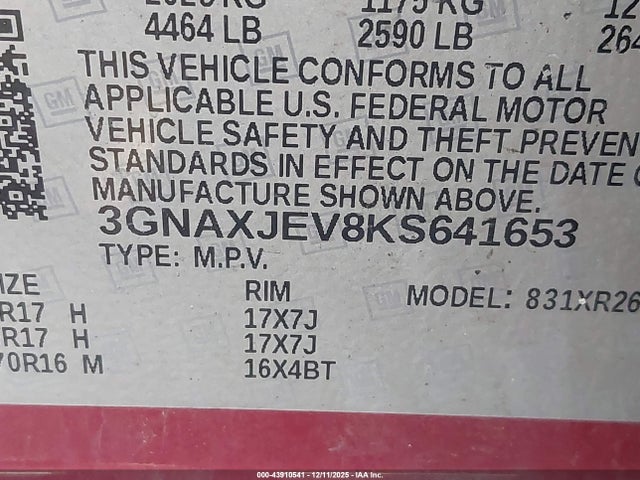 4464 LB 2590 LB 264
THIS VEHICLE CONFORMS TO ALL
APPLICABLE U.S. FEDERAL MOTOR
VEHICLE SAFETY AND THEFT PREVEN
STANDARDS IN EFFECT ON THE DATE O
MANUFACTURE SHOWN ABOVE.
3GNAXJEV8KS641653
TYPE: M.P.V.
IZE RIM MODEL: 831XR26
R17 H 17X7J
R17 H 17X7J
70R16 M 16X4BT
000-43910541 - 12/11/2025 - IAA Inc.